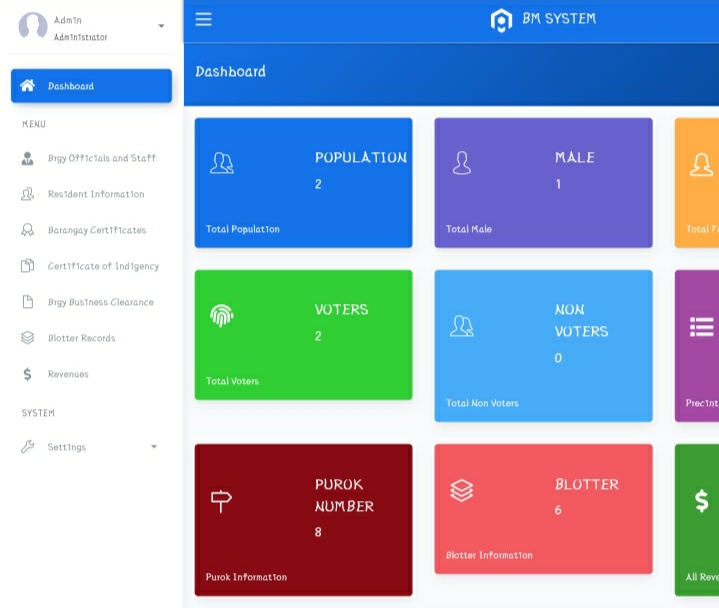 Admin
Administrator
BM SYSTEM
Dashboard
Dashboard
MENU
Brgy Officials and Staff
Resident Information
Barangay Certificates
Certificate of Indigency
Brgy Business Clearance
Blotter Records
Revenues
SYSTEM
Settings
POPULATION
2
Total Population
MALE
1
Total Male
Total F
VOTERS
2
Total Voters
NON
VOTERS
0
Total Non Voters
Precint
PUROK
NUMBER
8
Purok Information
BLOTTER
6
Blotter Information
All Reve